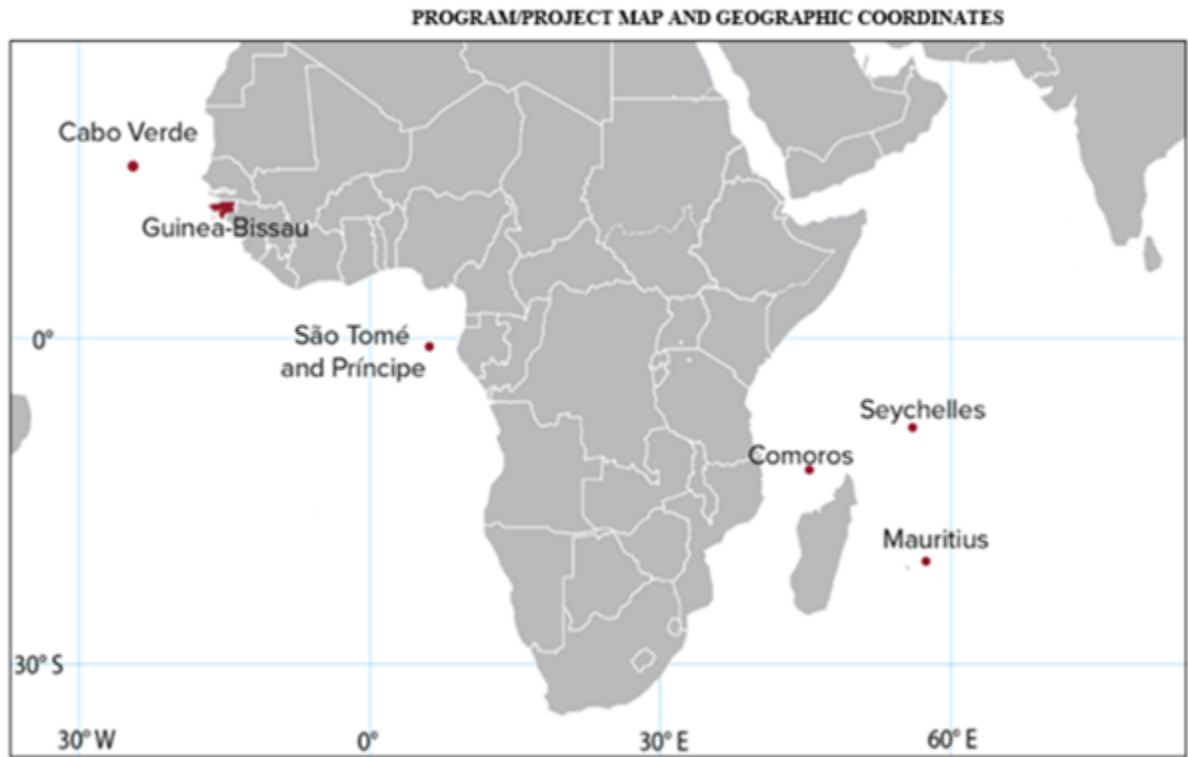 PROGRAM/PROJECT MAP AND GEOGRAPHIC COORDINATES
Cabo Verde
Guinea-Bissau
0°
São Tomé
and Príncipe
Seychelles
Comoros
Mauritius
30° S
30° W
0°
30° E
60° E